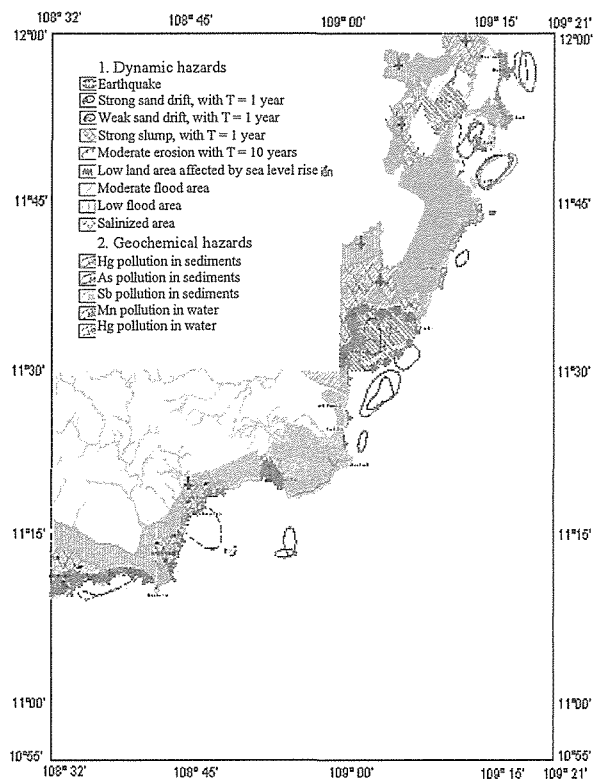 108° 32'
108° 45'
109° 00'
109° 15'
109° 21'
12°00'
12°00'
1. Dynamic hazards
Earthquake
Strong sand drift, with T = 1 year
Weak sand drift, with T = 1 year
Strong slump, with T = 1 year
Moderate erosion with T = 10 years
Low land area affected by sea level rise
Moderate flood area
Low flood area
Salinized area
2. Geochemical hazards
Hg pollution in sediments
As pollution in sediments
Sb pollution in sediments
Mn pollution in water
Hg pollution in water
11°45'
11°45'
11°30'
11°30'
11°15'
11°15'
11°00'
11°00'
10°55'
10°55'
108° 32'
108° 45'
109° 00'
109° 15'
109° 21'